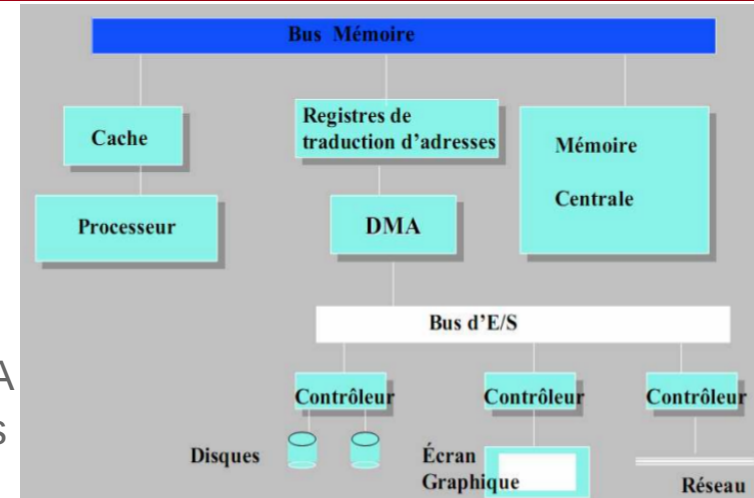 Bus Mémoire
Cache
Registres de
traduction d'adresses
Mémoire
Centrale
Processeur
DMA
Bus d'E/S
Contrôleur
Contrôleur
Contrôleur
Disques
Écran
Graphique
Réseau
A
s